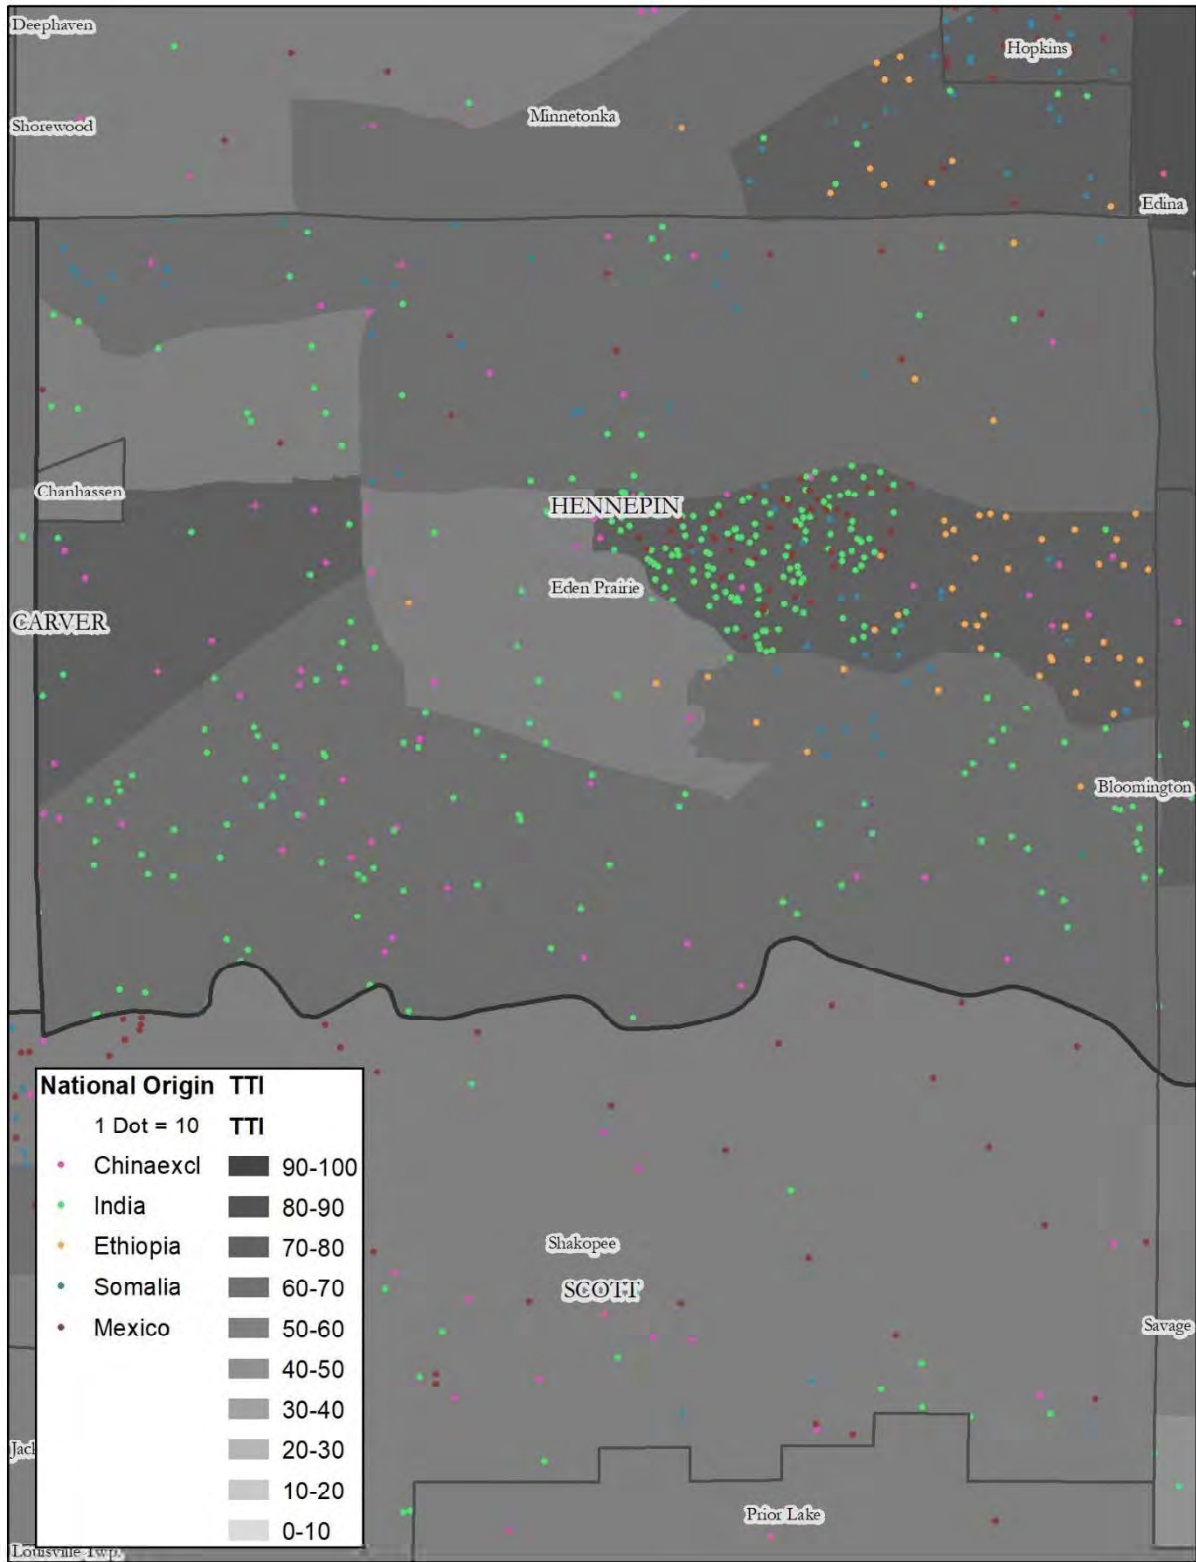 Deephaven
Hopkins
Minnetonka
Shorewood
Edina
Chanhassen
HENNEPIN
Eden Prairie
CARVER
Bloomington
National Origin TTI
1 Dot = 10 TTI
Chinaexcl 90-100
India 80-90
Ethiopia 70-80
Somalia 60-70
Mexico 50-60
40-50
30-40
20-30
10-20
0-10
Shakopee
SCOTT
Savage
Jack
Prior Lake
Louisville Twp.